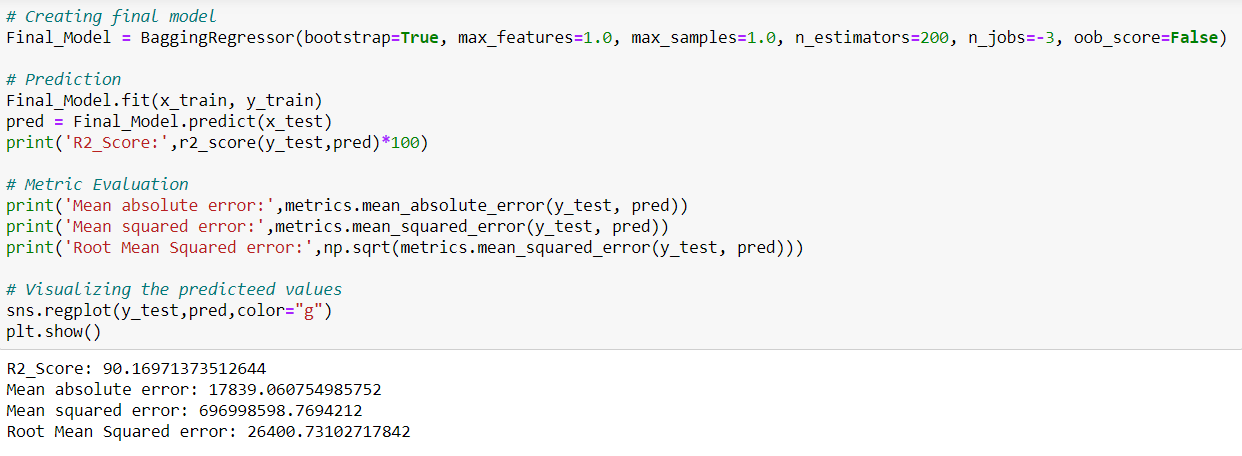 # Creating final model
Final_Model = BaggingRegressor(bootstrap=True, max_features=1.0, max_samples=1.0, n_estimators=200, n_jobs=-3, oob_score=False)
# Prediction
Final_Model.fit(x_train, y_train)
pred = Final_Model.predict(x_test)
print('R2_Score:',r2_score(y_test,pred)*100)
# Metric Evaluation
print('Mean absolute error:',metrics.mean_absolute_error(y_test, pred))
print('Mean squared error:',metrics.mean_squared_error(y_test, pred))
print('Root Mean Squared error:',np.sqrt(metrics.mean_squared_error(y_test, pred)))
# Visualizing the predicteed values
sns.regplot(y_test,pred,color="g")
plt.show()
R2_Score: 90.16971373512644
Mean absolute error: 17839.060754985752
Mean squared error: 696998598.7694212
Root Mean Squared error: 26400.73102717842